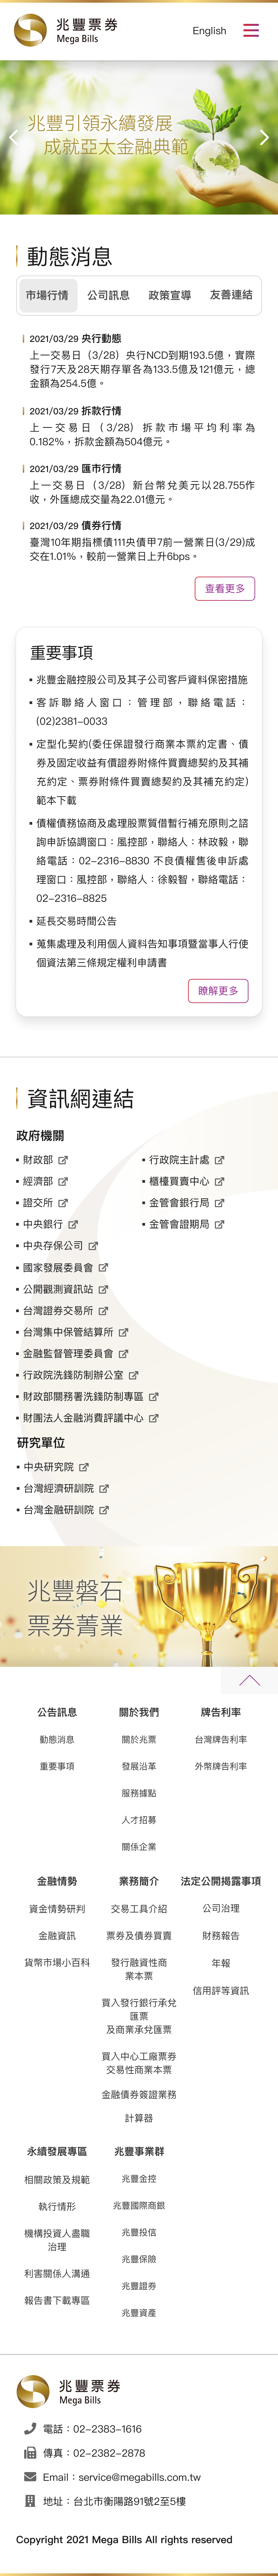 兆豐票券
Mega Bills
English
兆豐引領永續發展
成就亞太金融典範
動態消息
市場行情 公司訊息 政策宣導 友善連結
2021/03/29 央行動態
上一交易日（3/28）央行NCD到期193.5億，實際
發行7天及28天期存單各為133.5億及121億元，總
金額為254.5億。
2021/03/29 拆款行情
上一交易日（3/28）拆款市場平均利率為
0.182%，拆款金額為504億元。
2021/03/29 匯市行情
上一交易日（3/28）新台幣兌美元以28.755作
收，外匯總成交量為22.01億元。
2021/03/29 債券行情
臺灣10年期指標債111央債甲7前一營業日(3/29)成
交在1.01%，較前一營業日上升6bps。
查看更多
重要事項
兆豐金融控股公司及其子公司客戶資料保密措施
客訴聯絡人窗口：管理部，聯絡電話：
(02)2381-0033
定型化契約(委任保證發行商業本票約定書、債
券及固定收益有價證券附條件買賣總契約及其補
充約定、票券附條件買賣總契約及其補充約定)
範本下載
債權債務協商及處理股票質借暫行補充原則之諮
詢申訴協調窗口：風控部，聯絡人：林政毅，聯
絡電話：02-2316-8830 不良債權售後申訴處
理窗口：風控部，聯絡人：徐毅智，聯絡電話：
02-2316-8825
延長交易時間公告
蒐集處理及利用個人資料告知事項暨當事人行使
個資法第三條規定權利申請書
瞭解更多
資訊網連結
政府機關
財政部 行政院主計處
經濟部 櫃檯買賣中心
證交所 金管會銀行局
中央銀行 金管會證期局
中央存保公司
國家發展委員會
公開觀測資訊站
台灣證券交易所
台灣集中保管結算所
金融監督管理委員會
行政院洗錢防制辦公室
財政部關務署洗錢防制專區
財團法人金融消費評議中心
研究單位
中央研究院
台灣經濟研訓院
台灣金融研訓院
兆豐磐石
票券菁業
公告訊息 關於我們 牌告利率
動態消息 關於兆票 台灣牌告利率
重要事項 發展沿革 外幣牌告利率
服務據點
人才招募
關係企業
金融情勢 業務簡介 法定公開揭露事項
資金情勢研判 交易工具介紹 公司治理
金融資訊 票券及債券買賣 財務報告
貨幣市場小百科 發行融資性商
業本票 年報
買入發行銀行承兌
匯票
及商業承兌匯票 信用評等資訊
買入中心工廠票券
交易性商業本票
金融債券簽證業務
計算器
永續發展專區 兆豐事業群
相關政策及規範 兆豐金控
執行情形 兆豐國際商銀
機構投資人盡職
治理 兆豐投信
利害關係人溝通 兆豐保險
報告書下載專區 兆豐證券
兆豐資產
兆豐票券
Mega Bills
電話：02-2383-1616
傳真：02-2382-2878
Email：service@megabills.com.tw
地址：台北市衡陽路91號2至5樓
Copyright 2021 Mega Bills All rights reserved